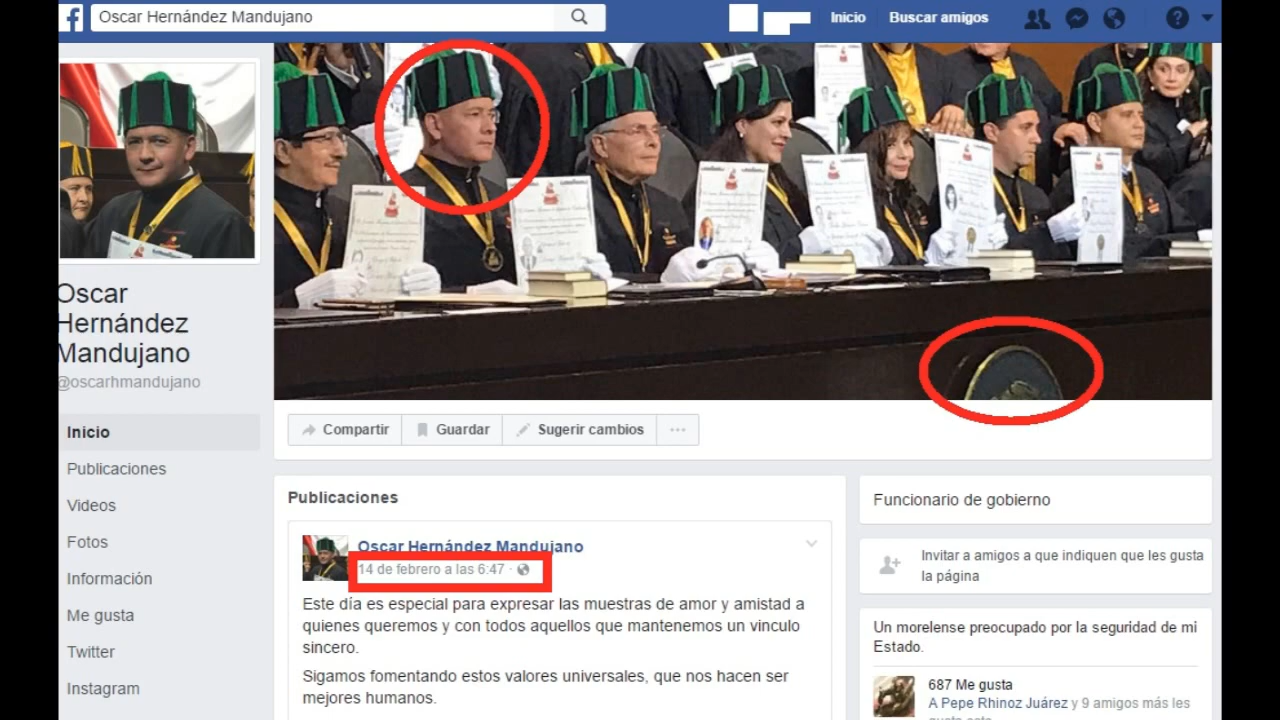 Oscar Hernández Mandujano
Inicio
Buscar amigos
Oscar
Hernández
Mandujano
@oscarhmandujano
Inicio
Publicaciones
Videos
Fotos
Información
Me gusta
Twitter
Instagram
Compartir
Guardar
Sugerir cambios
Publicaciones
Oscar Hernández Mandujano
14 de febrero a las 6:47 ·
Este día es especial para expresar las muestras de amor y amistad a
quienes queremos y con todos aquellos que mantenemos un vinculo
sincero.
Sigamos fomentando estos valores universales, que nos hacen ser
mejores humanos.
Funcionario de gobierno
Invitar a amigos a que indiquen que les gusta
la página
Un morelense preocupado por la seguridad de mi
Estado.
687 Me gusta
A Pepe Rhinoz Juárez y 9 amigos más les